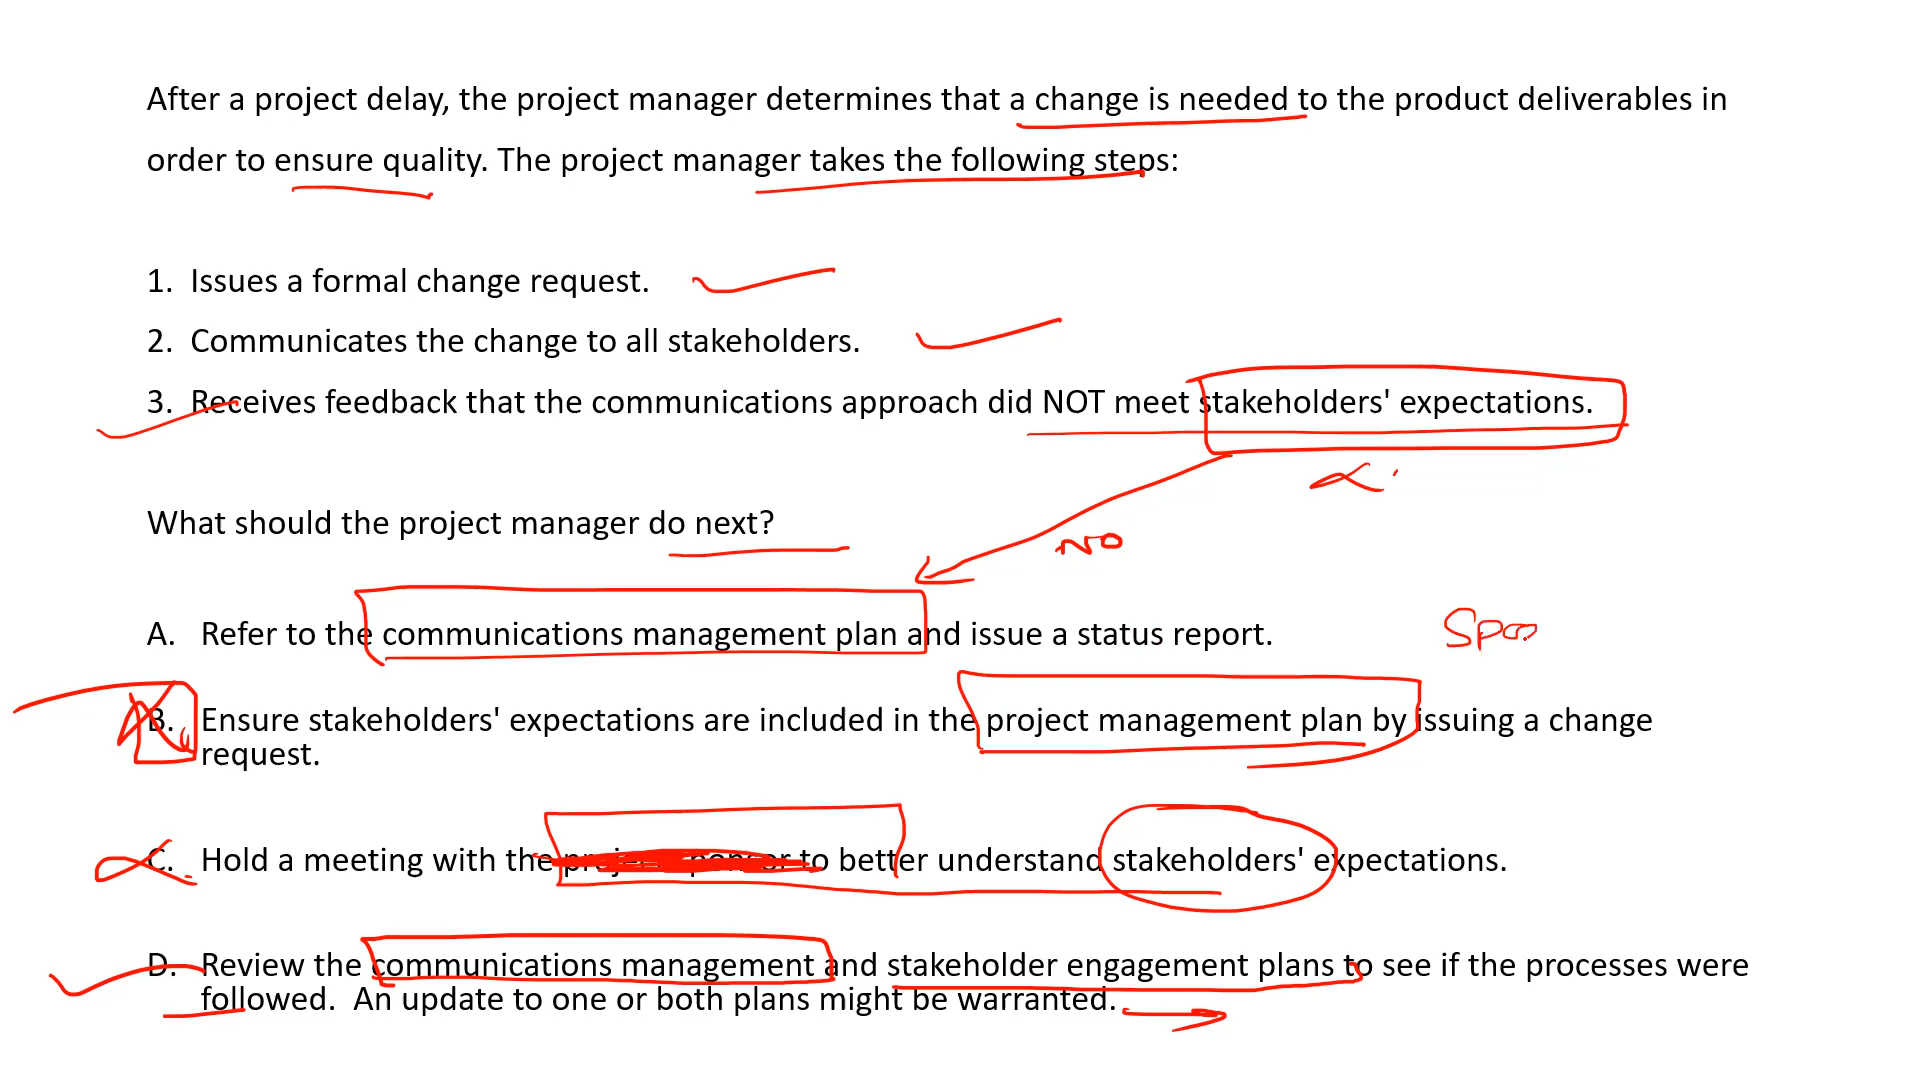 After a project delay, the project manager determines that a change is needed to the product deliverables in
order to ensure quality. The project manager takes the following steps:
1. Issues a formal change request.
2. Communicates the change to all stakeholders.
3. Receives feedback that the communications approach did NOT meet stakeholders' expectations.
What should the project manager do next?
NO
A. Refer to the communications management plan and issue a status report.
B. Ensure stakeholders' expectations are included in the project management plan by issuing a change
request.
C. Hold a meeting with the project sponsor to better understand stakeholders' expectations.
D. Review the communications management and stakeholder engagement plans to see if the processes were
followed. An update to one or both plans might be warranted.